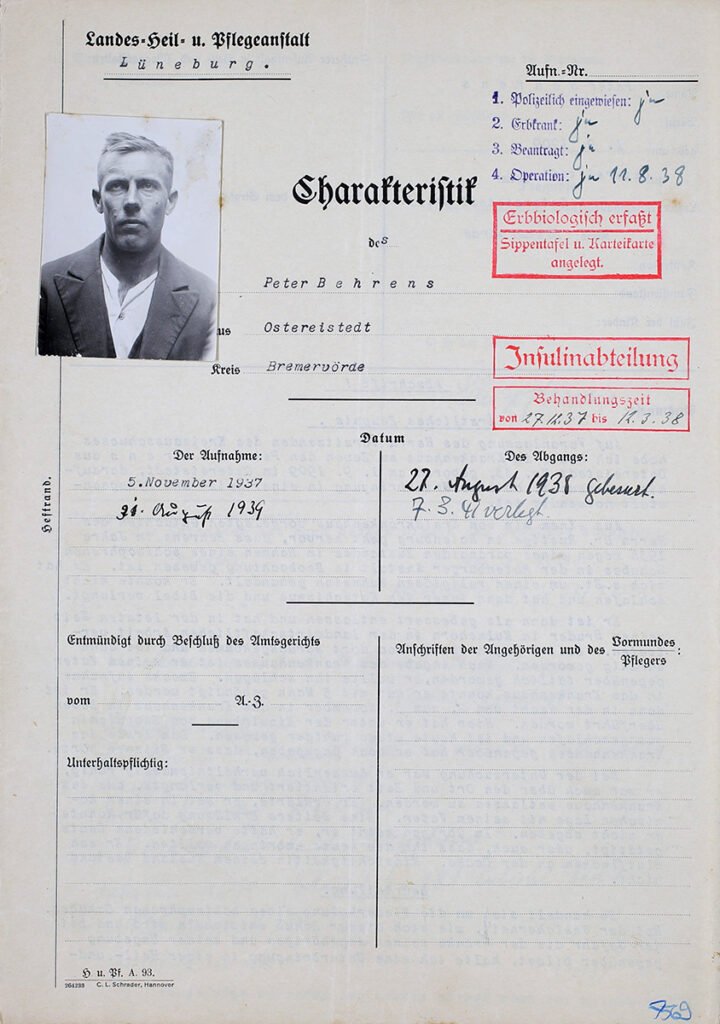 Landes-Heil- u. Pflegeanstalt
Lüneburg.
Aufn.-Nr.
1. Polizeilich eingewiesen: ja
2. Erbkrank: ja
3. Beantragt: ja
4. Operation: ja 11.8.38
Charakteristik
des
Erbbiologisch erfaßt
Sippentafel u. Karteikarte
angelegt.
Peter Behrens
aus Ostereistedt
Kreis Bremervörde
Insulinabteilung
Behandlungszeit
von 27.12.37 bis 12.3.38
Datum
Der Aufnahme:
Des Abgangs:
5.November 1937
27. August 1938 gebessert.
31. August 1939
7. 3. 41 verlegt.
Heftrand.
Entmündigt durch Beschluß des Amtsgerichts
Anschriften der Angehörigen und des Vormundes
Pflegers :
vom A.-Z.
Unterhaltspflichtig:
H u. Pf. A. 93.
264233 C. L. Schrader, Hannover